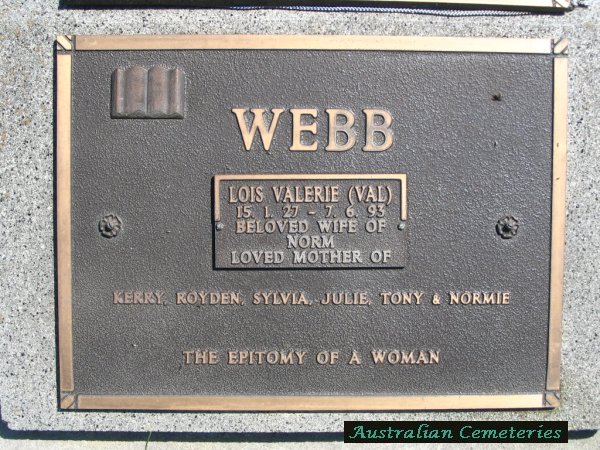 WEBB
LOIS VALERIE (VAL)
15. 1. 27 - 7. 6. 93
BELOVED WIFE OF
NORM
LOVED MOTHER OF
KERRY, ROYDEN, SYLVIA, JULIE, TONY & NORMIE
THE EPITOMY OF A WOMAN
Australian Cemeteries